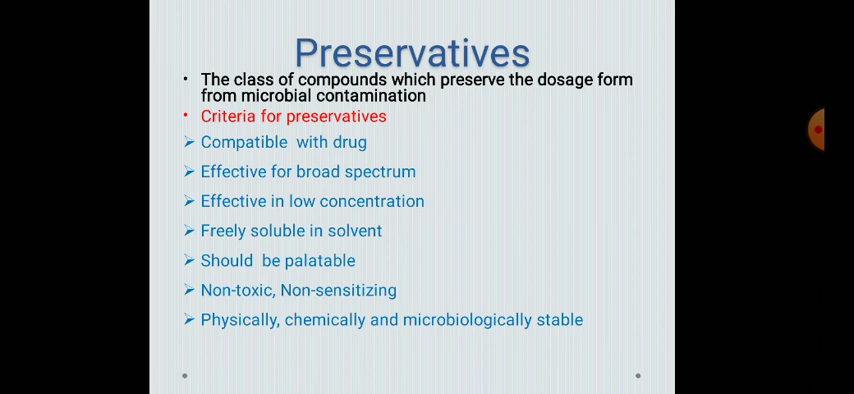 Preservatives
• The class of compounds which preserve the dosage form
from microbial contamination
• Criteria for preservatives
➢ Compatible with drug
➢ Effective for broad spectrum
➢ Effective in low concentration
➢ Freely soluble in solvent
➢ Should be palatable
➢ Non-toxic, Non-sensitizing
➢ Physically, chemically and microbiologically stable